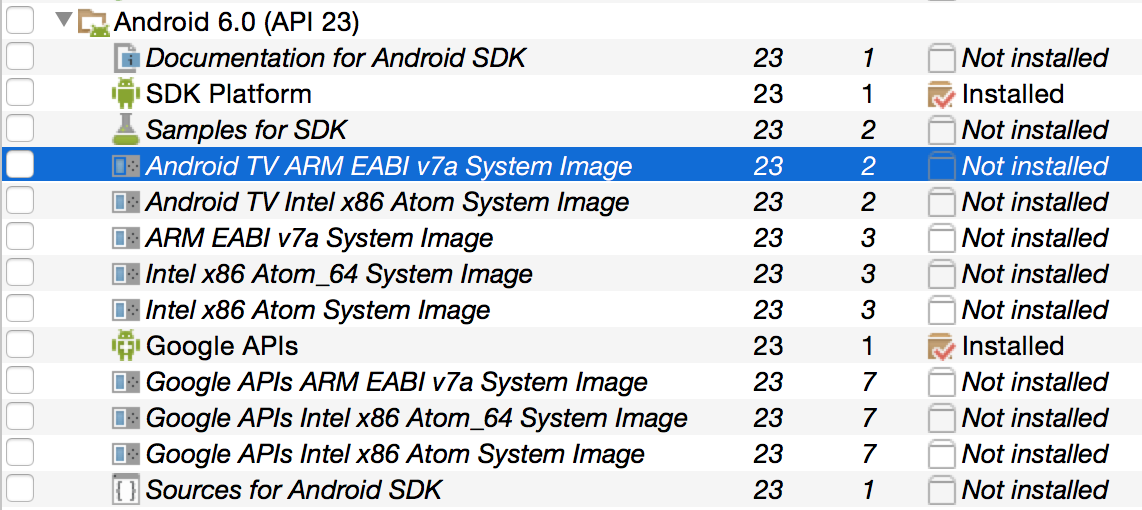 Android 6.0 (API 23)
Documentation for Android SDK 23 1 Not installed
SDK Platform 23 1 Installed
Samples for SDK 23 2 Not installed
Android TV ARM EABI v7a System Image 23 2 Not installed
Android TV Intel x86 Atom System Image 23 2 Not installed
ARM EABI v7a System Image 23 3 Not installed
Intel x86 Atom_64 System Image 23 3 Not installed
Intel x86 Atom System Image 23 3 Not installed
Google APIs 23 1 Installed
Google APIs ARM EABI v7a System Image 23 7 Not installed
Google APIs Intel x86 Atom_64 System Image 23 7 Not installed
Google APIs Intel x86 Atom System Image 23 7 Not installed
Sources for Android SDK 23 1 Not installed